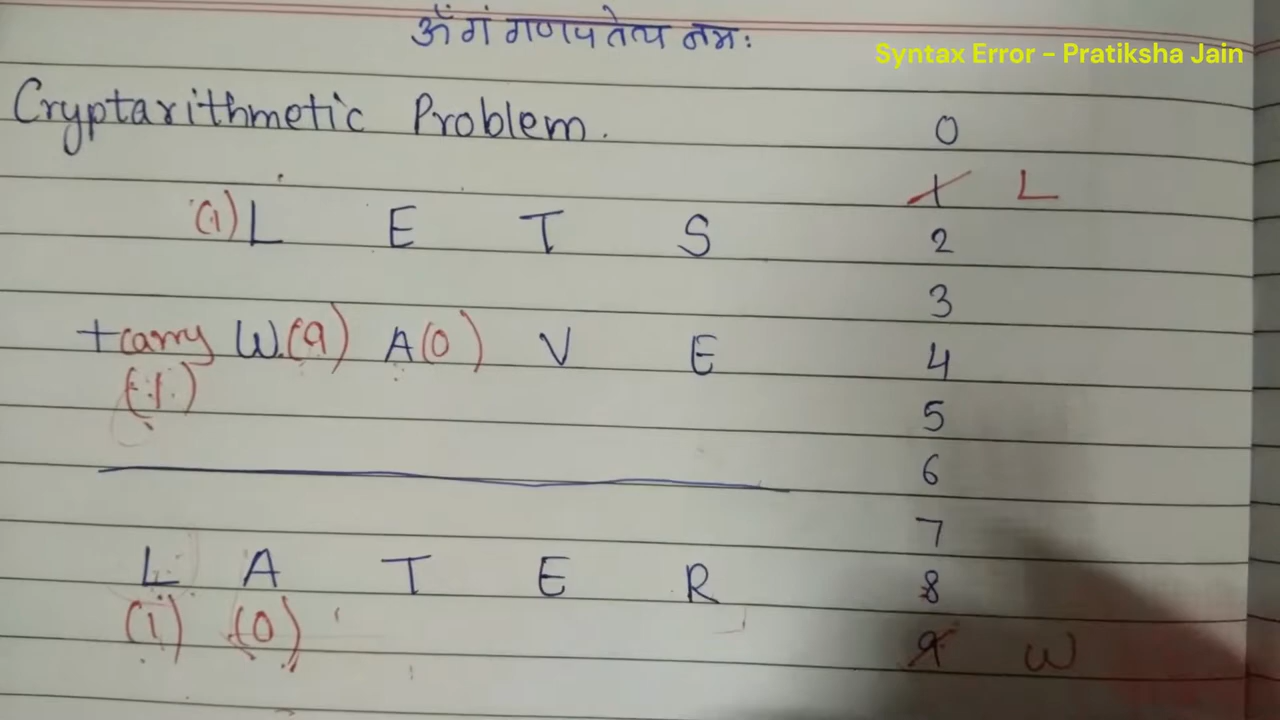 ॐ गं गणपतेय नमः
Syntax Error - Pratiksha Jain
Cryptarithmetic Problem.
0
1 L
(1) L E T S
2
3
+carry W(9) A(0) V E
4
(1)
5
6
7
L A T E R
8
(1) (0)
9 W